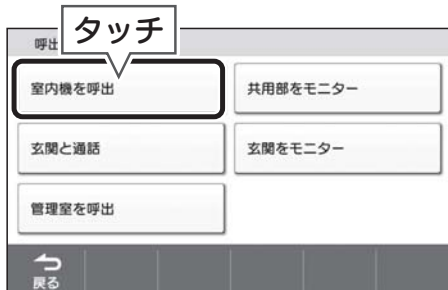 タッチ
呼出
室内機を呼出
共用部をモニター
玄関と通話
玄関をモニター
管理室を呼出
戻る